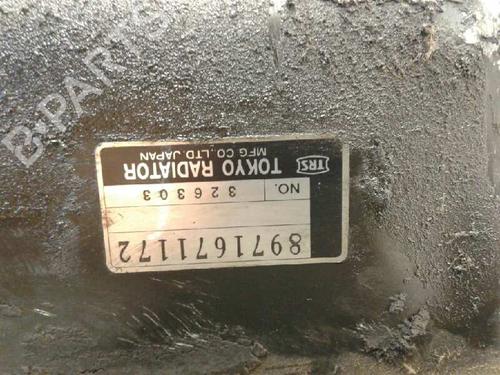 TRS TOKYO RADIATOR
MFG CO., LTD. JAPAN
NO. 326303
8971671172
B-PARTS